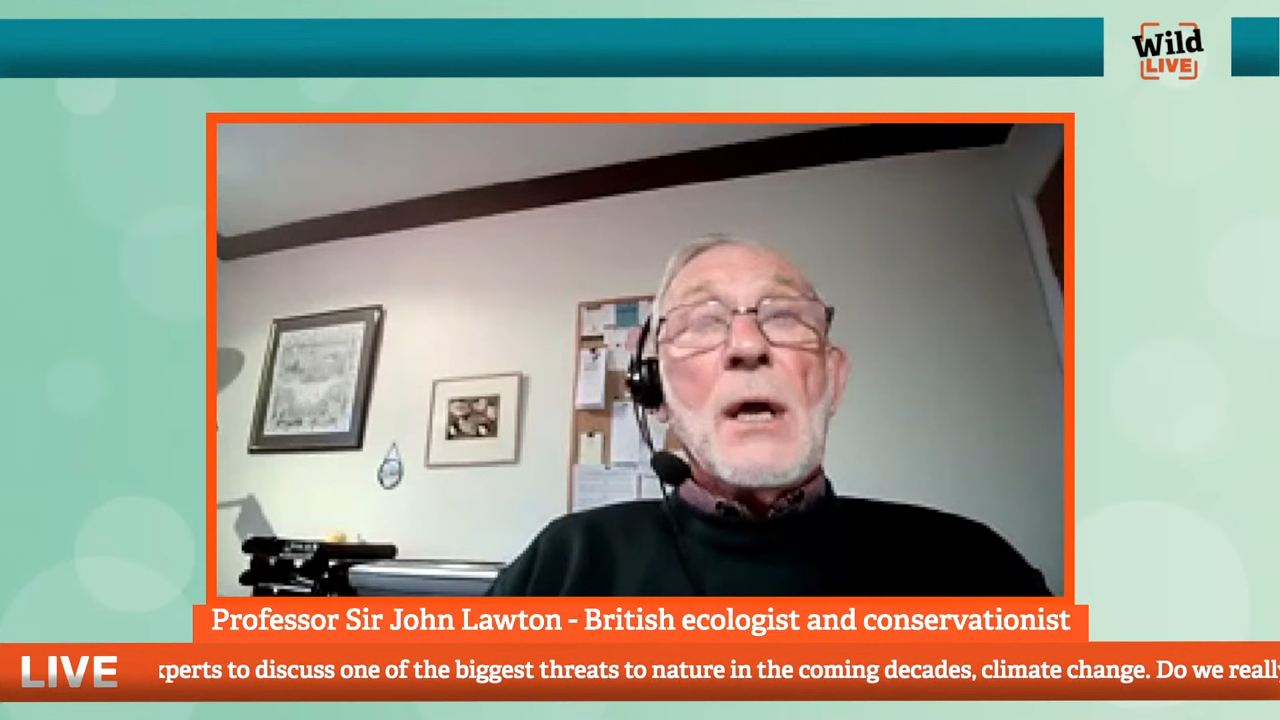 Wild
LIVE
Professor Sir John Lawton - British ecologist and conservationist
LIVE
xperts to discuss one of the biggest threats to nature in the coming decades, climate change. Do we really